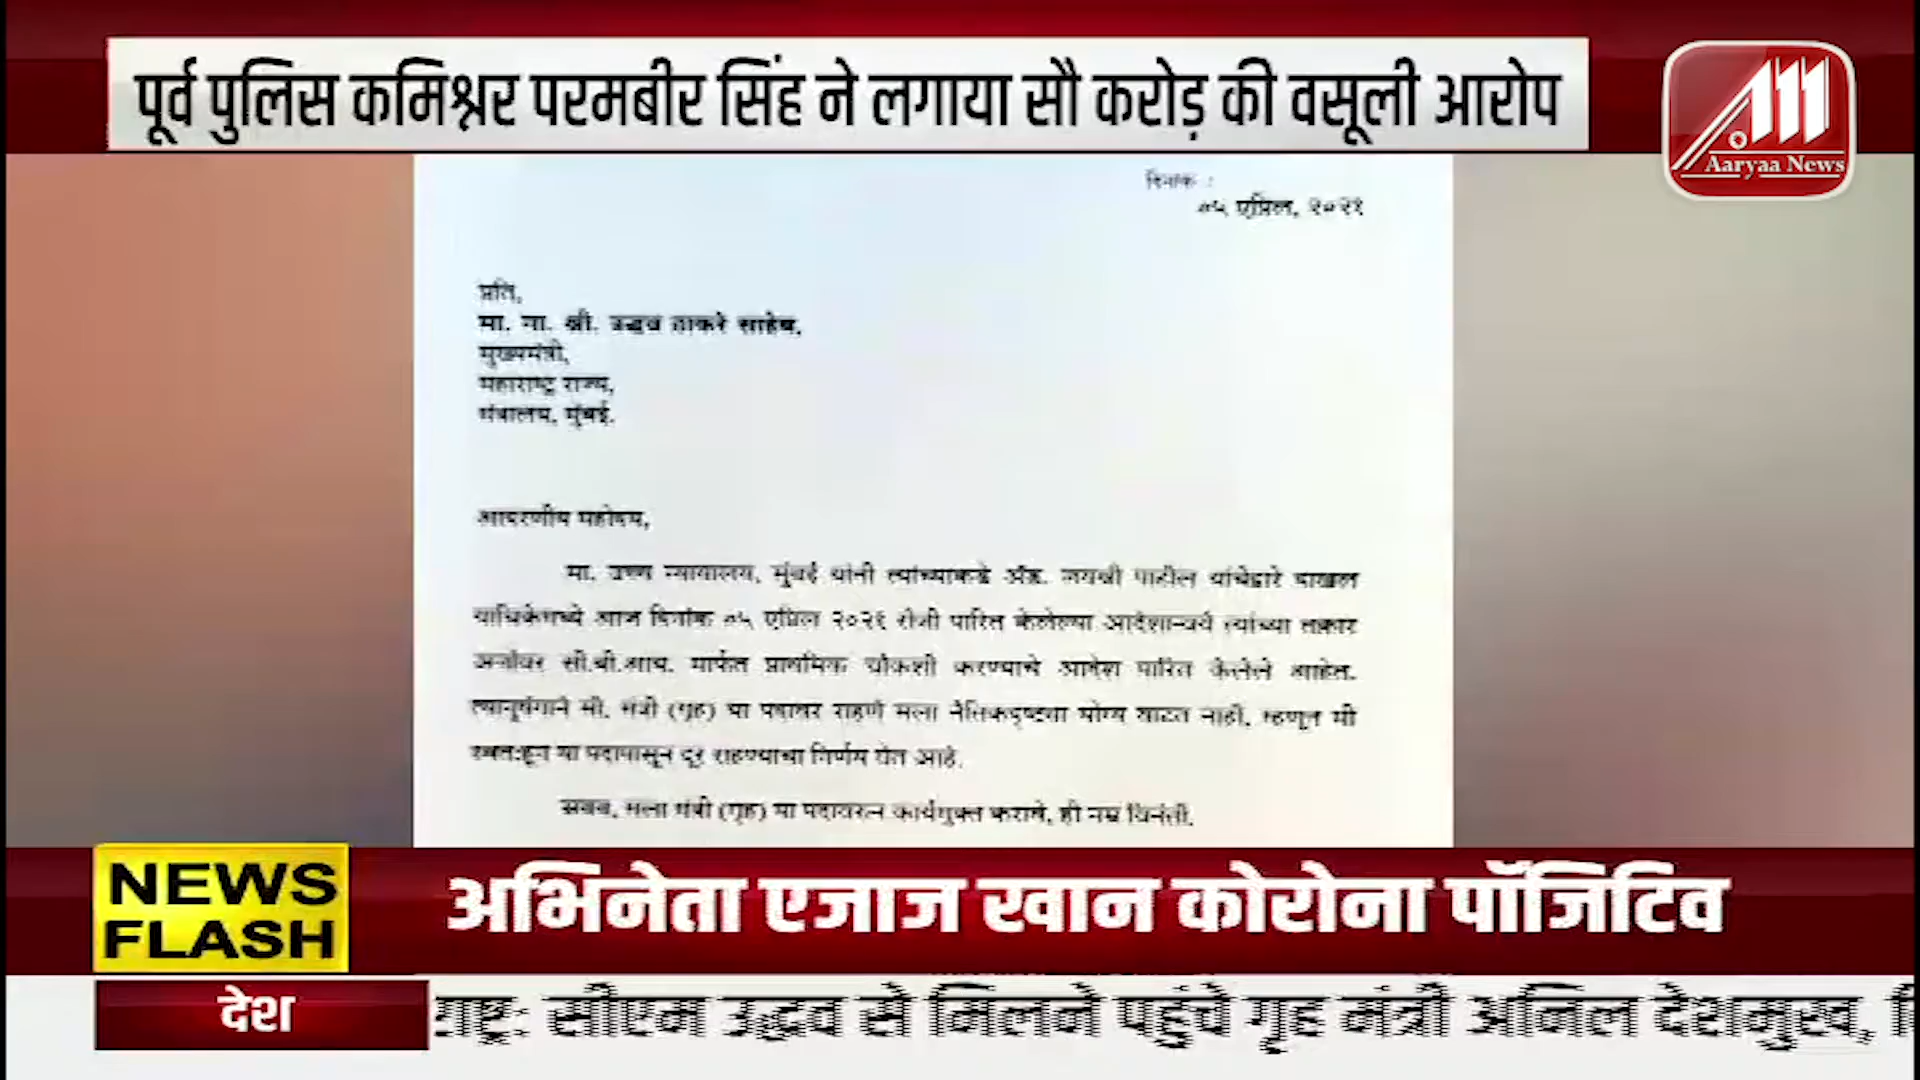 पूर्व पुलिस कमिश्नर परमबीर सिंह ने लगाया सौ करोड़ की वसूली आरोप
Aaryaa News
दिनांक :
०५ एप्रिल, २०२१
प्रति,
मा. ना. श्री. उद्धव ठाकरे साहेब,
मुख्यमंत्री,
महाराष्ट्र राज्य,
मंत्रालय, मुंबई.
आदरणीय महोदय,
मा. उच्च न्यायालय, मुंबई यांनी त्यांच्याकडे अॅड. जयश्री पाटील यांचेद्वारे दाखल
याचिकेमध्ये आज दिनांक ०५ एप्रिल २०२१ रोजी पारित केलेल्या आदेशान्वये त्यांच्या तक्रार
अर्जावर सी.बी.आय. मार्फत प्राथमिक चौकशी करण्याचे आदेश पारित केलेले आहेत.
त्यानुषंगाने मी, मंत्री (गृह) या पदावर राहणे मला नैतिकदृष्ट्या योग्य वाटत नाही, म्हणून मी
स्वतःहून या पदापासून दूर राहण्याचा निर्णय घेत आहे.
सबब, मला मंत्री (गृह) या पदावरुन कार्यमुक्त करावे, ही नम्र विनंती.
NEWS
FLASH
अभिनेता एजाज खान कोरोना पॉजिटिव
देश
राष्ट्र: सीएम उद्धव से मिलने पहुंचे गृह मंत्री अनिल देशमुख,